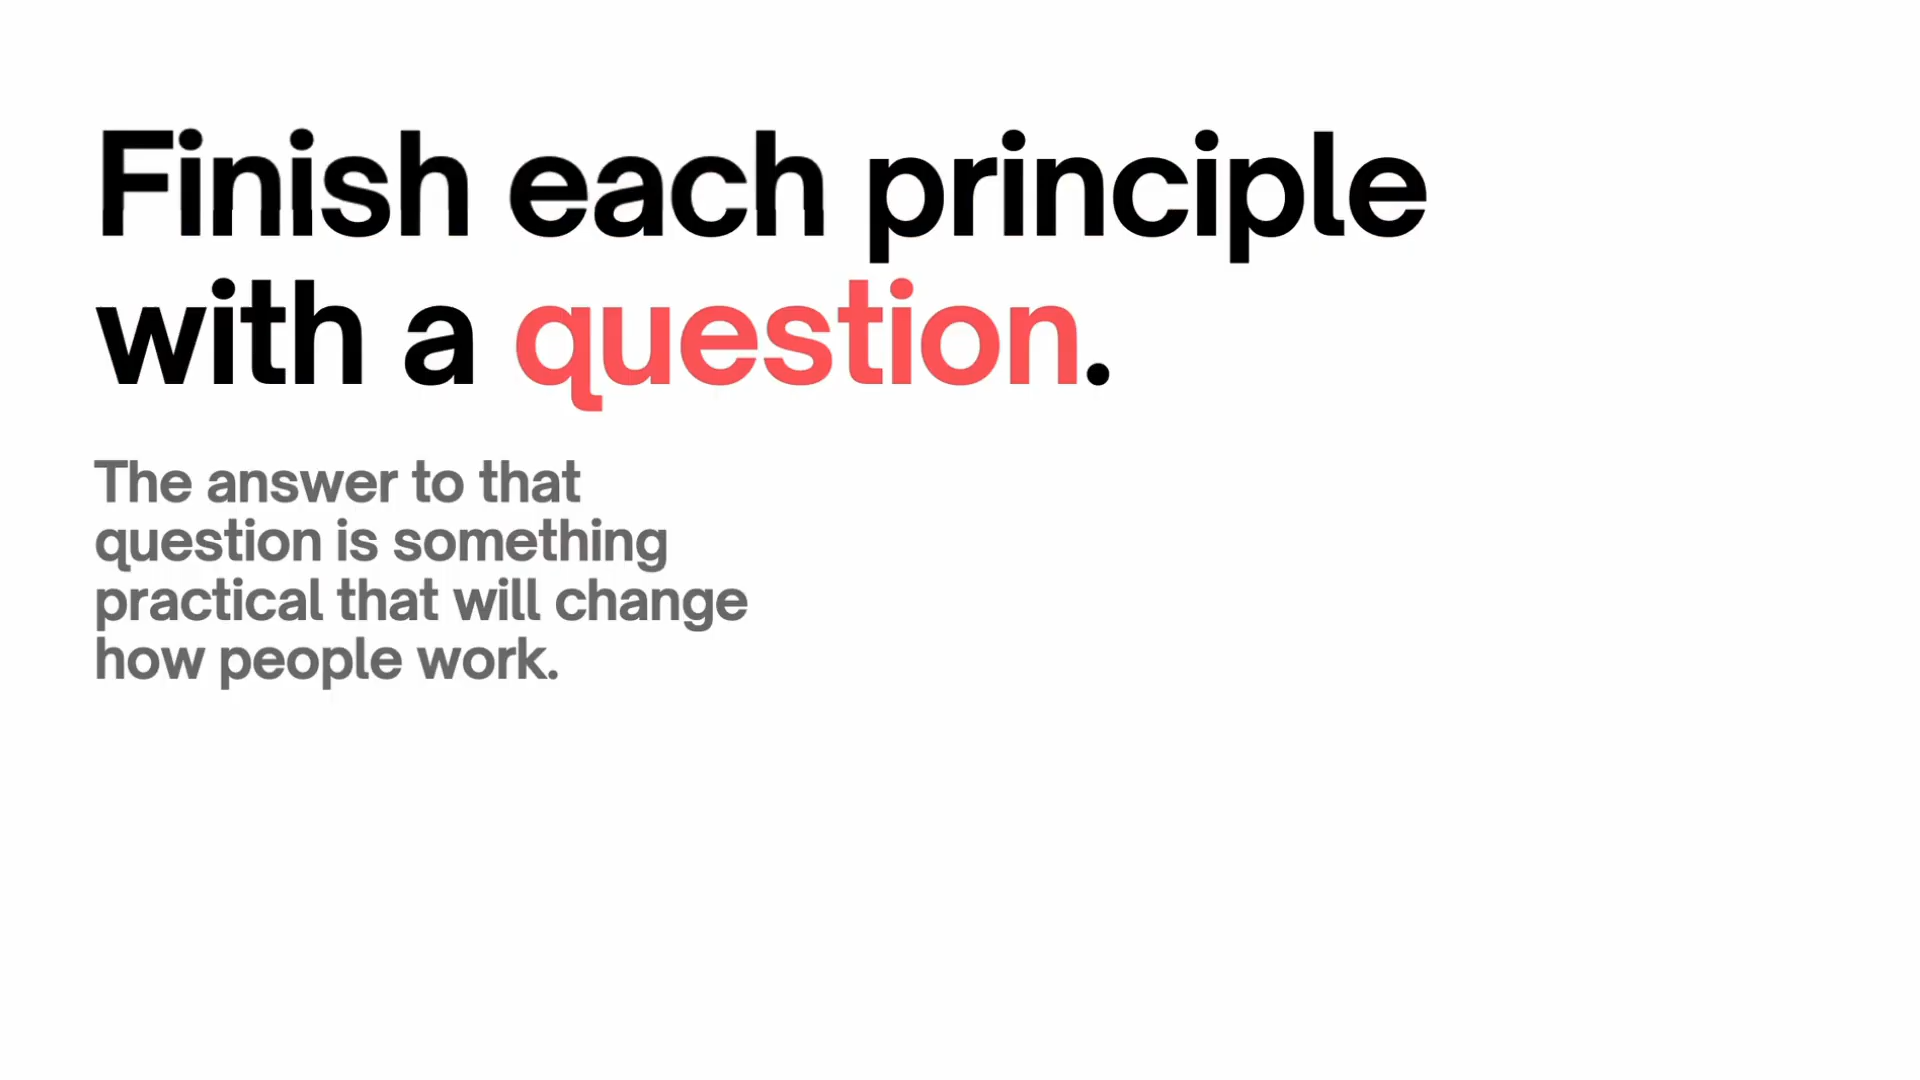 Finish each principle
with a question.
The answer to that
question is something
practical that will change
how people work.